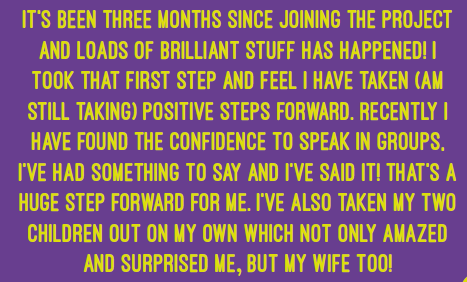 IT'S BEEN THREE MONTHS SINCE JOINING THE PROJECT
AND LOADS OF BRILLIANT STUFF HAS HAPPENED! I
TOOK THAT FIRST STEP AND FEEL I HAVE TAKEN (AM
STILL TAKING) POSITIVE STEPS FORWARD. RECENTLY I
HAVE FOUND THE CONFIDENCE TO SPEAK IN GROUPS.
I'VE HAD SOMETHING TO SAY AND I'VE SAID IT! THAT'S A
HUGE STEP FORWARD FOR ME. I'VE ALSO TAKEN MY TWO
CHILDREN OUT ON MY OWN WHICH NOT ONLY AMAZED
AND SURPRISED ME, BUT MY WIFE TOO!